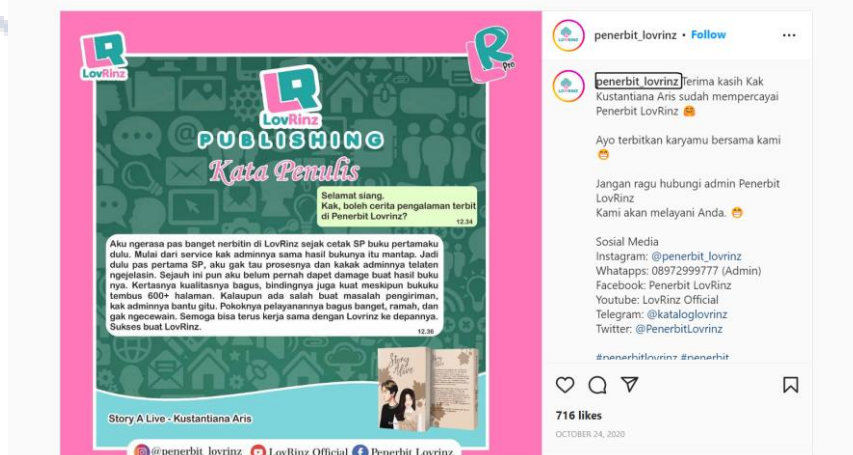 LovRinz
Pro
LovRinz
PUBLISHING
Kata Penulis
Selamat siang.
Kak, boleh cerita pengalaman terbit
di Penerbit Lovrinz?
12.34
Aku ngerasa pas banget nerbitin di LovRinz sejak cetak SP buku pertamaku
dulu. Mulai dari service kak adminnya sama hasil bukunya itu mantap. Jadi
dulu pas pertama SP, aku gak tau prosesnya dan kakak adminnya telaten
ngejelasin. Sejauh ini pun aku belum pernah dapet damage buat hasil buku
nya. Kertasnya kualitasnya bagus, bindingnya juga kuat meskipun bukuku
tembus 600+ halaman. Kalaupun ada salah buat masalah pengiriman,
kak adminnya bantu gitu. Pokoknya pelayanannya bagus banget, ramah, dan
gak ngecewain. Semoga bisa terus kerja sama dengan Lovrinz ke depannya.
Sukses buat LovRinz.
12.36
Story
Alive
Story A Live - Kustantiana Aris
@penerbit_lovrinz LovRinz Official Penerbit Lovrinz
penerbit_lovrinz • Follow
penerbit_lovrinz Terima kasih Kak
Kustantiana Aris sudah mempercayai
Penerbit LovRinz 🤗
Ayo terbitkan karyamu bersama kami
😁
Jangan ragu hubungi admin Penerbit
LovRinz
Kami akan melayani Anda. 😁
Sosial Media
Instagram: @penerbit_lovrinz
Whatapps: 08972999777 (Admin)
Facebook: Penerbit LovRinz
Youtube: LovRinz Official
Telegram: @kataloglovrinz
Twitter: @PenerbitLovrinz
#penerbitlovrinz #penerbit
716 likes
OCTOBER 24, 2020